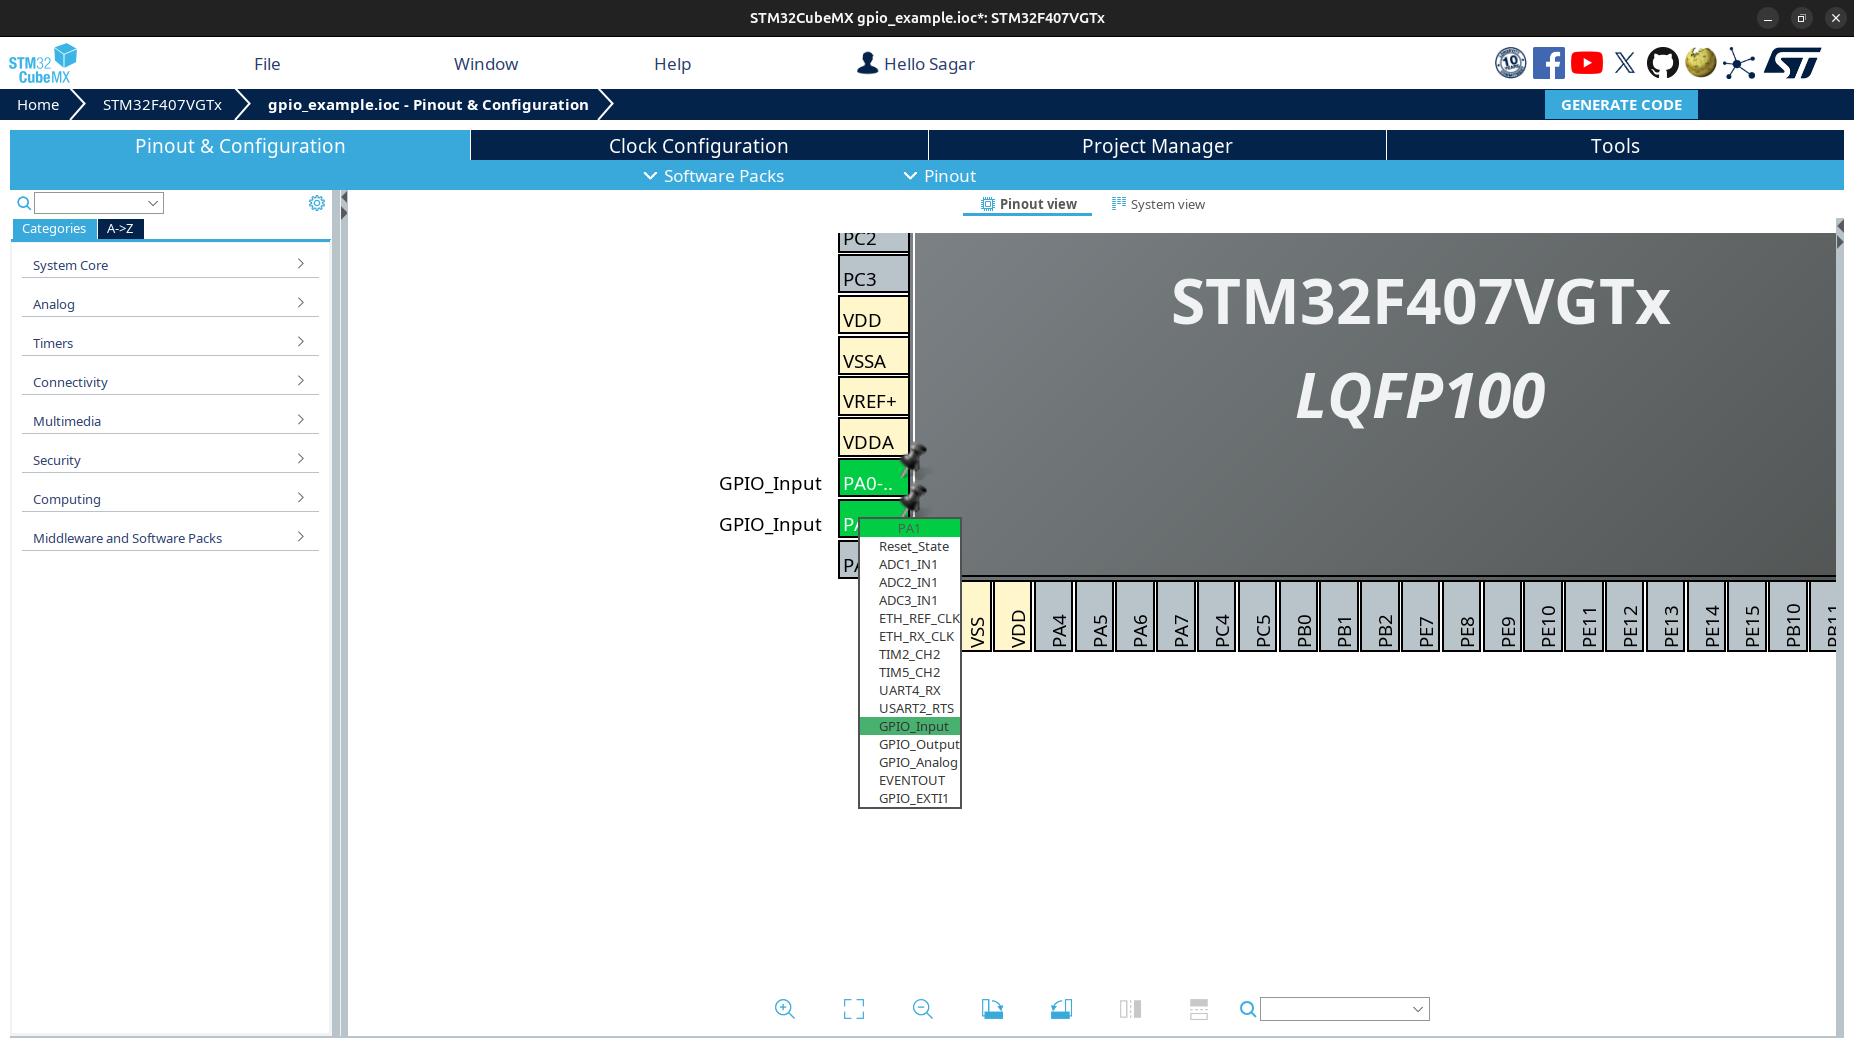 STM32CubeMX gpio_example.ioc*: STM32F407VGTx
STM32
CubeMX
File
Window
Help
Hello Sagar
10
ST
Home
STM32F407VGTx
gpio_example.ioc - Pinout & Configuration
GENERATE CODE
Pinout & Configuration
Clock Configuration
Project Manager
Tools
Software Packs
Pinout
Categories
A->Z
System Core
Analog
Timers
Connectivity
Multimedia
Security
Computing
Middleware and Software Packs
Pinout view
System view
PC2
PC3
VDD
VSSA
VREF+
VDDA
GPIO_Input
PA0-..
GPIO_Input
PA
PA
STM32F407VGTx
LQFP100
PA1
Reset_State
ADC1_IN1
ADC2_IN1
ADC3_IN1
ETH_REF_CLK
ETH_RX_CLK
TIM2_CH2
TIM5_CH2
UART4_RX
USART2_RTS
GPIO_Input
GPIO_Output
GPIO_Analog
EVENTOUT
GPIO_EXTI1
VSS
VDD
PA4
PA5
PA6
PA7
PC4
PC5
PB0
PB1
PB2
PE7
PE8
PE9
PE10
PE11
PE12
PE13
PE14
PE15
PB10
PB11